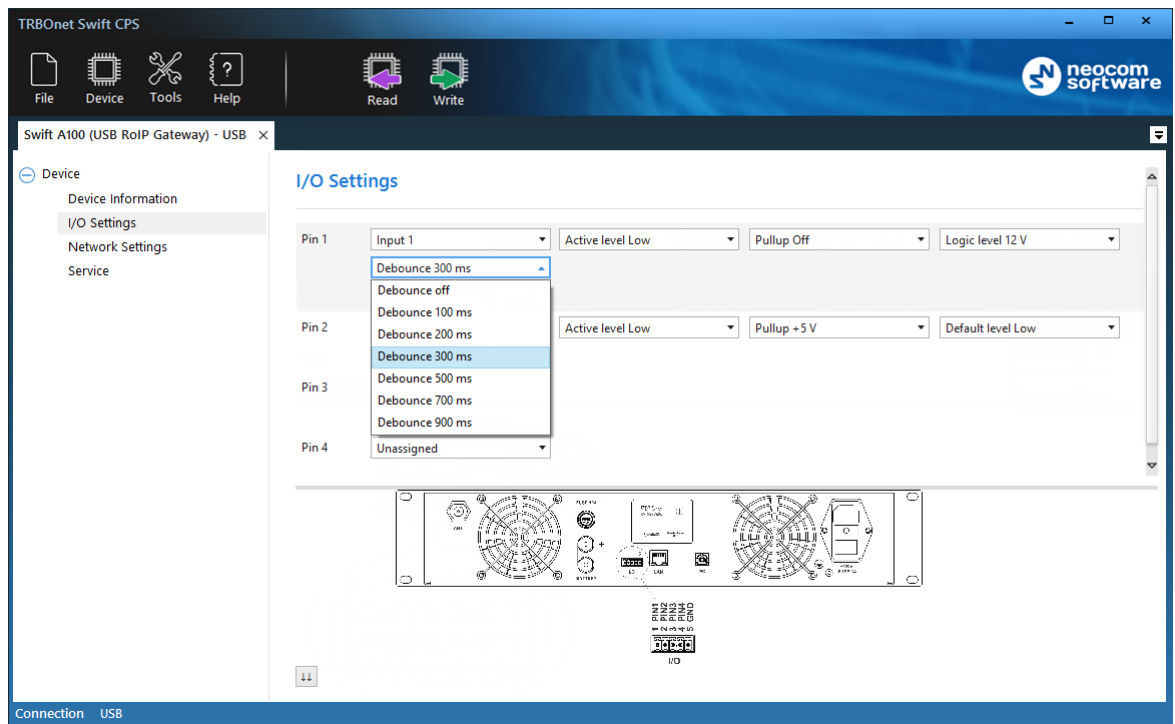 TRBOnet Swift CPS
File Device Tools Help Read Write
neocom
software
Swift A100 (USB RoIP Gateway) - USB
Device
Device Information
I/O Settings
Network Settings
Service
I/O Settings
Pin 1 Input 1 Active level Low Pullup Off Logic level 12 V
Debounce 300 ms
Debounce off
Debounce 100 ms
Debounce 200 ms
Debounce 300 ms
Debounce 500 ms
Debounce 700 ms
Debounce 900 ms
Pin 2 Active level Low Pullup +5 V Default level Low
Pin 3
Pin 4 Unassigned
ANT
BATTERY
I/O LAN PC
1 PIN1
2 PIN2
3 PIN3
4 PIN4
5 GND
I/O
Connection USB